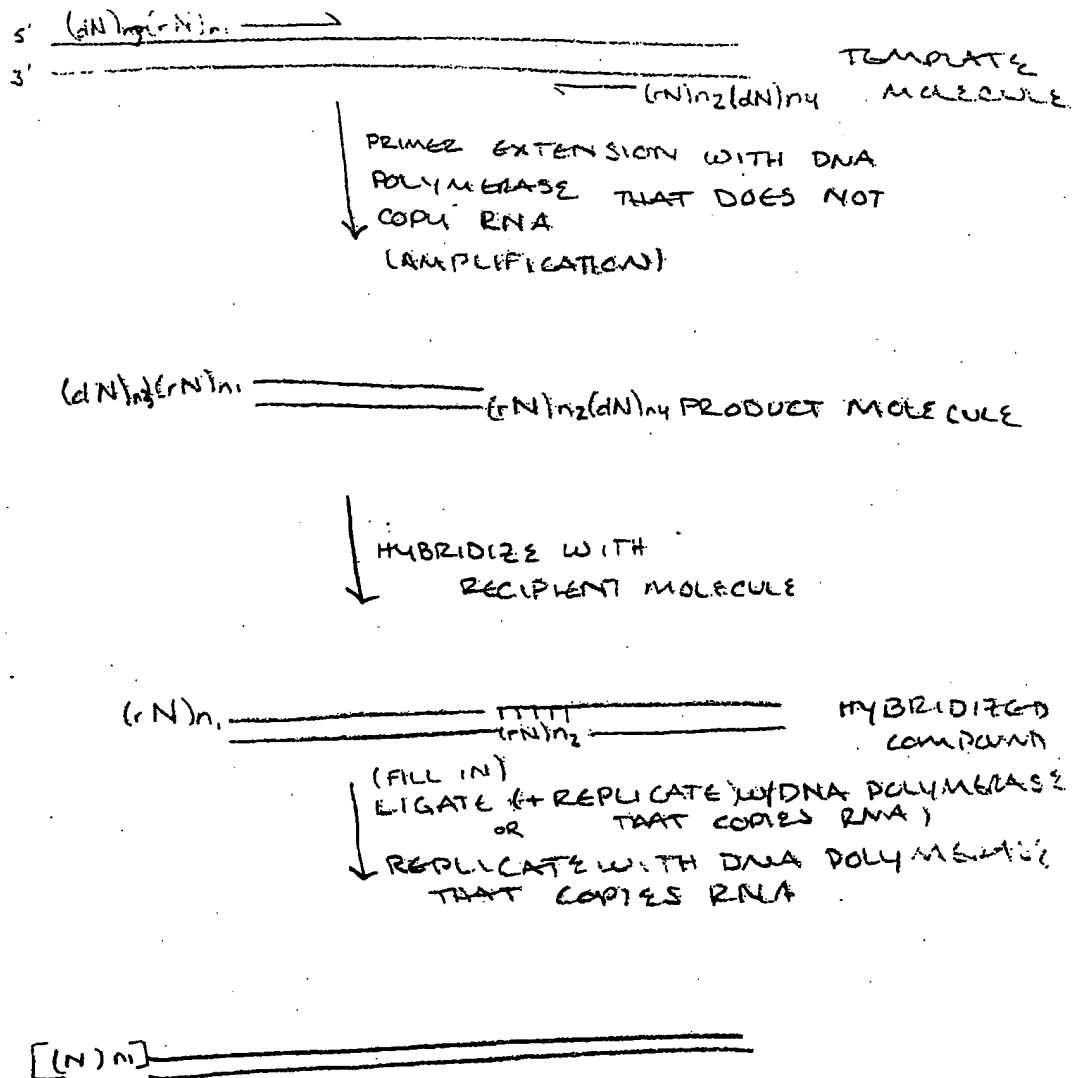 5' (dN)n3(rN)n1
3'
TEMPLATE
MOLECULE
(rN)n2(dN)n4
PRIMER EXTENSION WITH DNA
POLYMERASE THAT DOES NOT
COPY RNA
(AMPLIFICATION)
(dN)n3(rN)n1
(rN)n2(dN)n4 PRODUCT MOLECULE
HYBRIDIZE WITH
RECIPIENT MOLECULE
(rN)n1
(rN)n2
HYBRIDIZED
COMPOUND
(FILL IN)
LIGATE (+ REPLICATE W/DNA POLYMERASE
OR THAT COPIES RNA)
REPLICATE WITH DNA POLYMERASE
THAT COPIES RNA
[(N)n1]